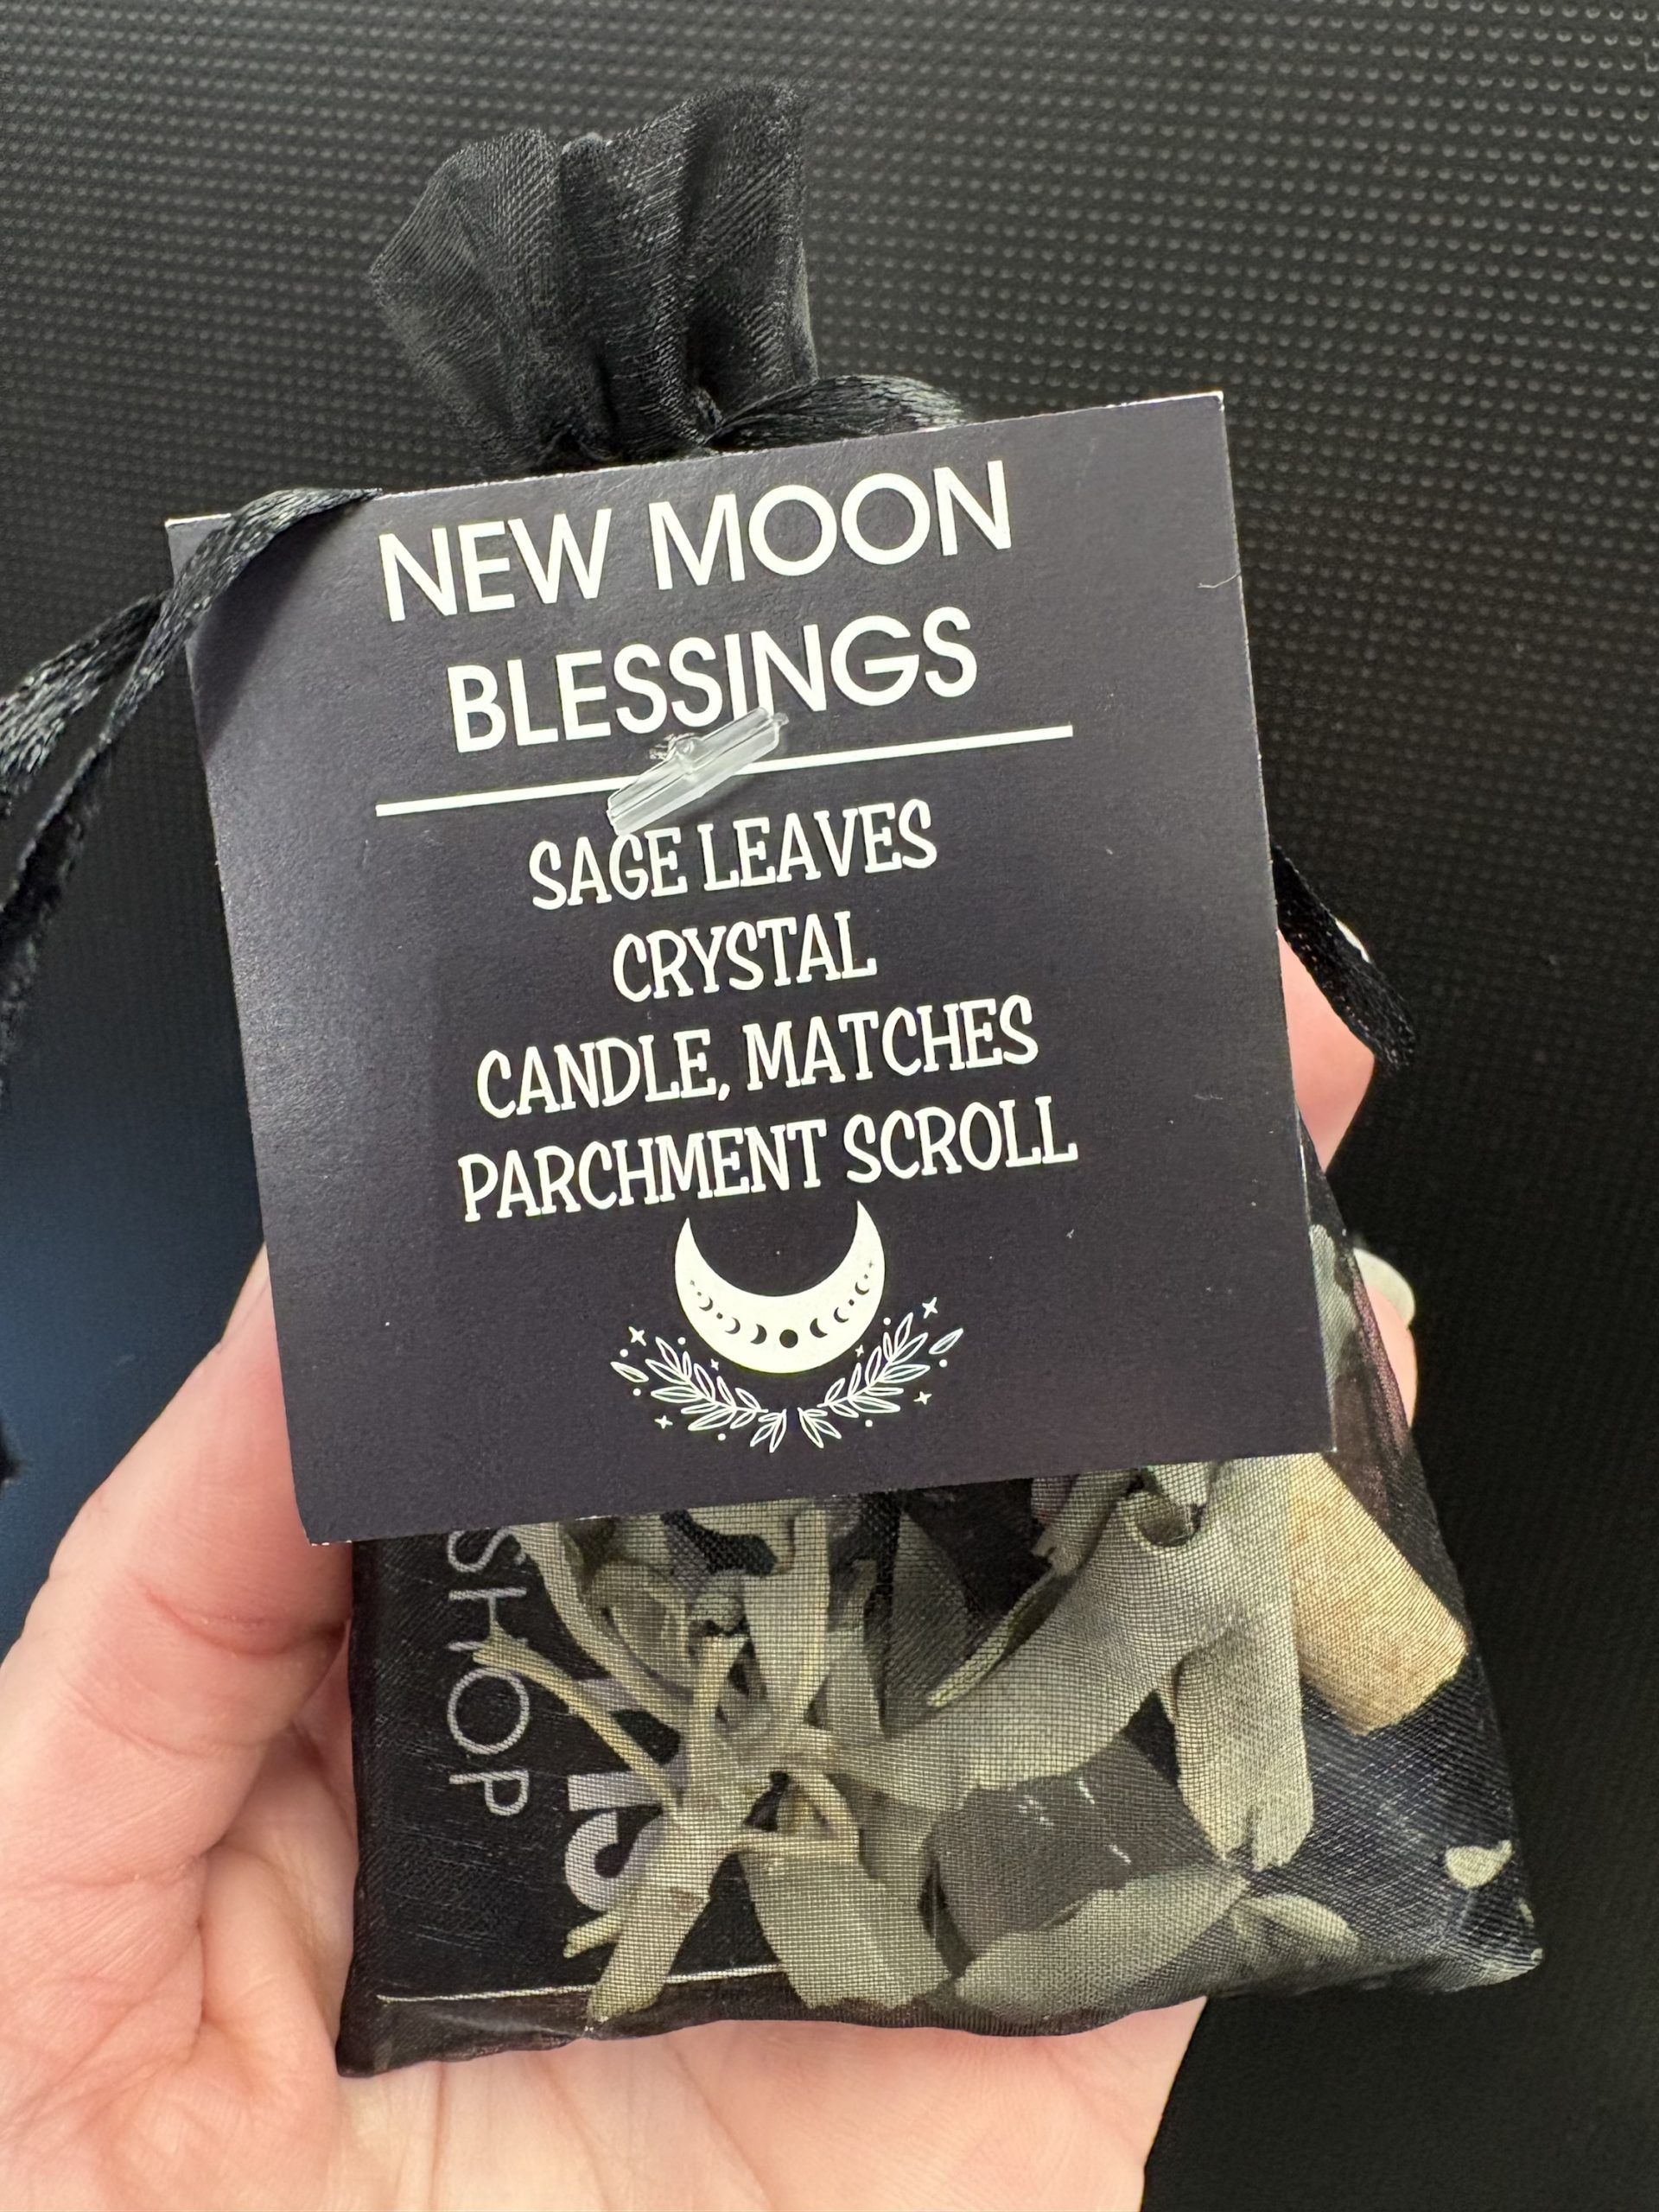 NEW MOON
BLESSINGS
SAGE LEAVES
CRYSTAL
CANDLE, MATCHES
PARCHMENT SCROLL
SHOP